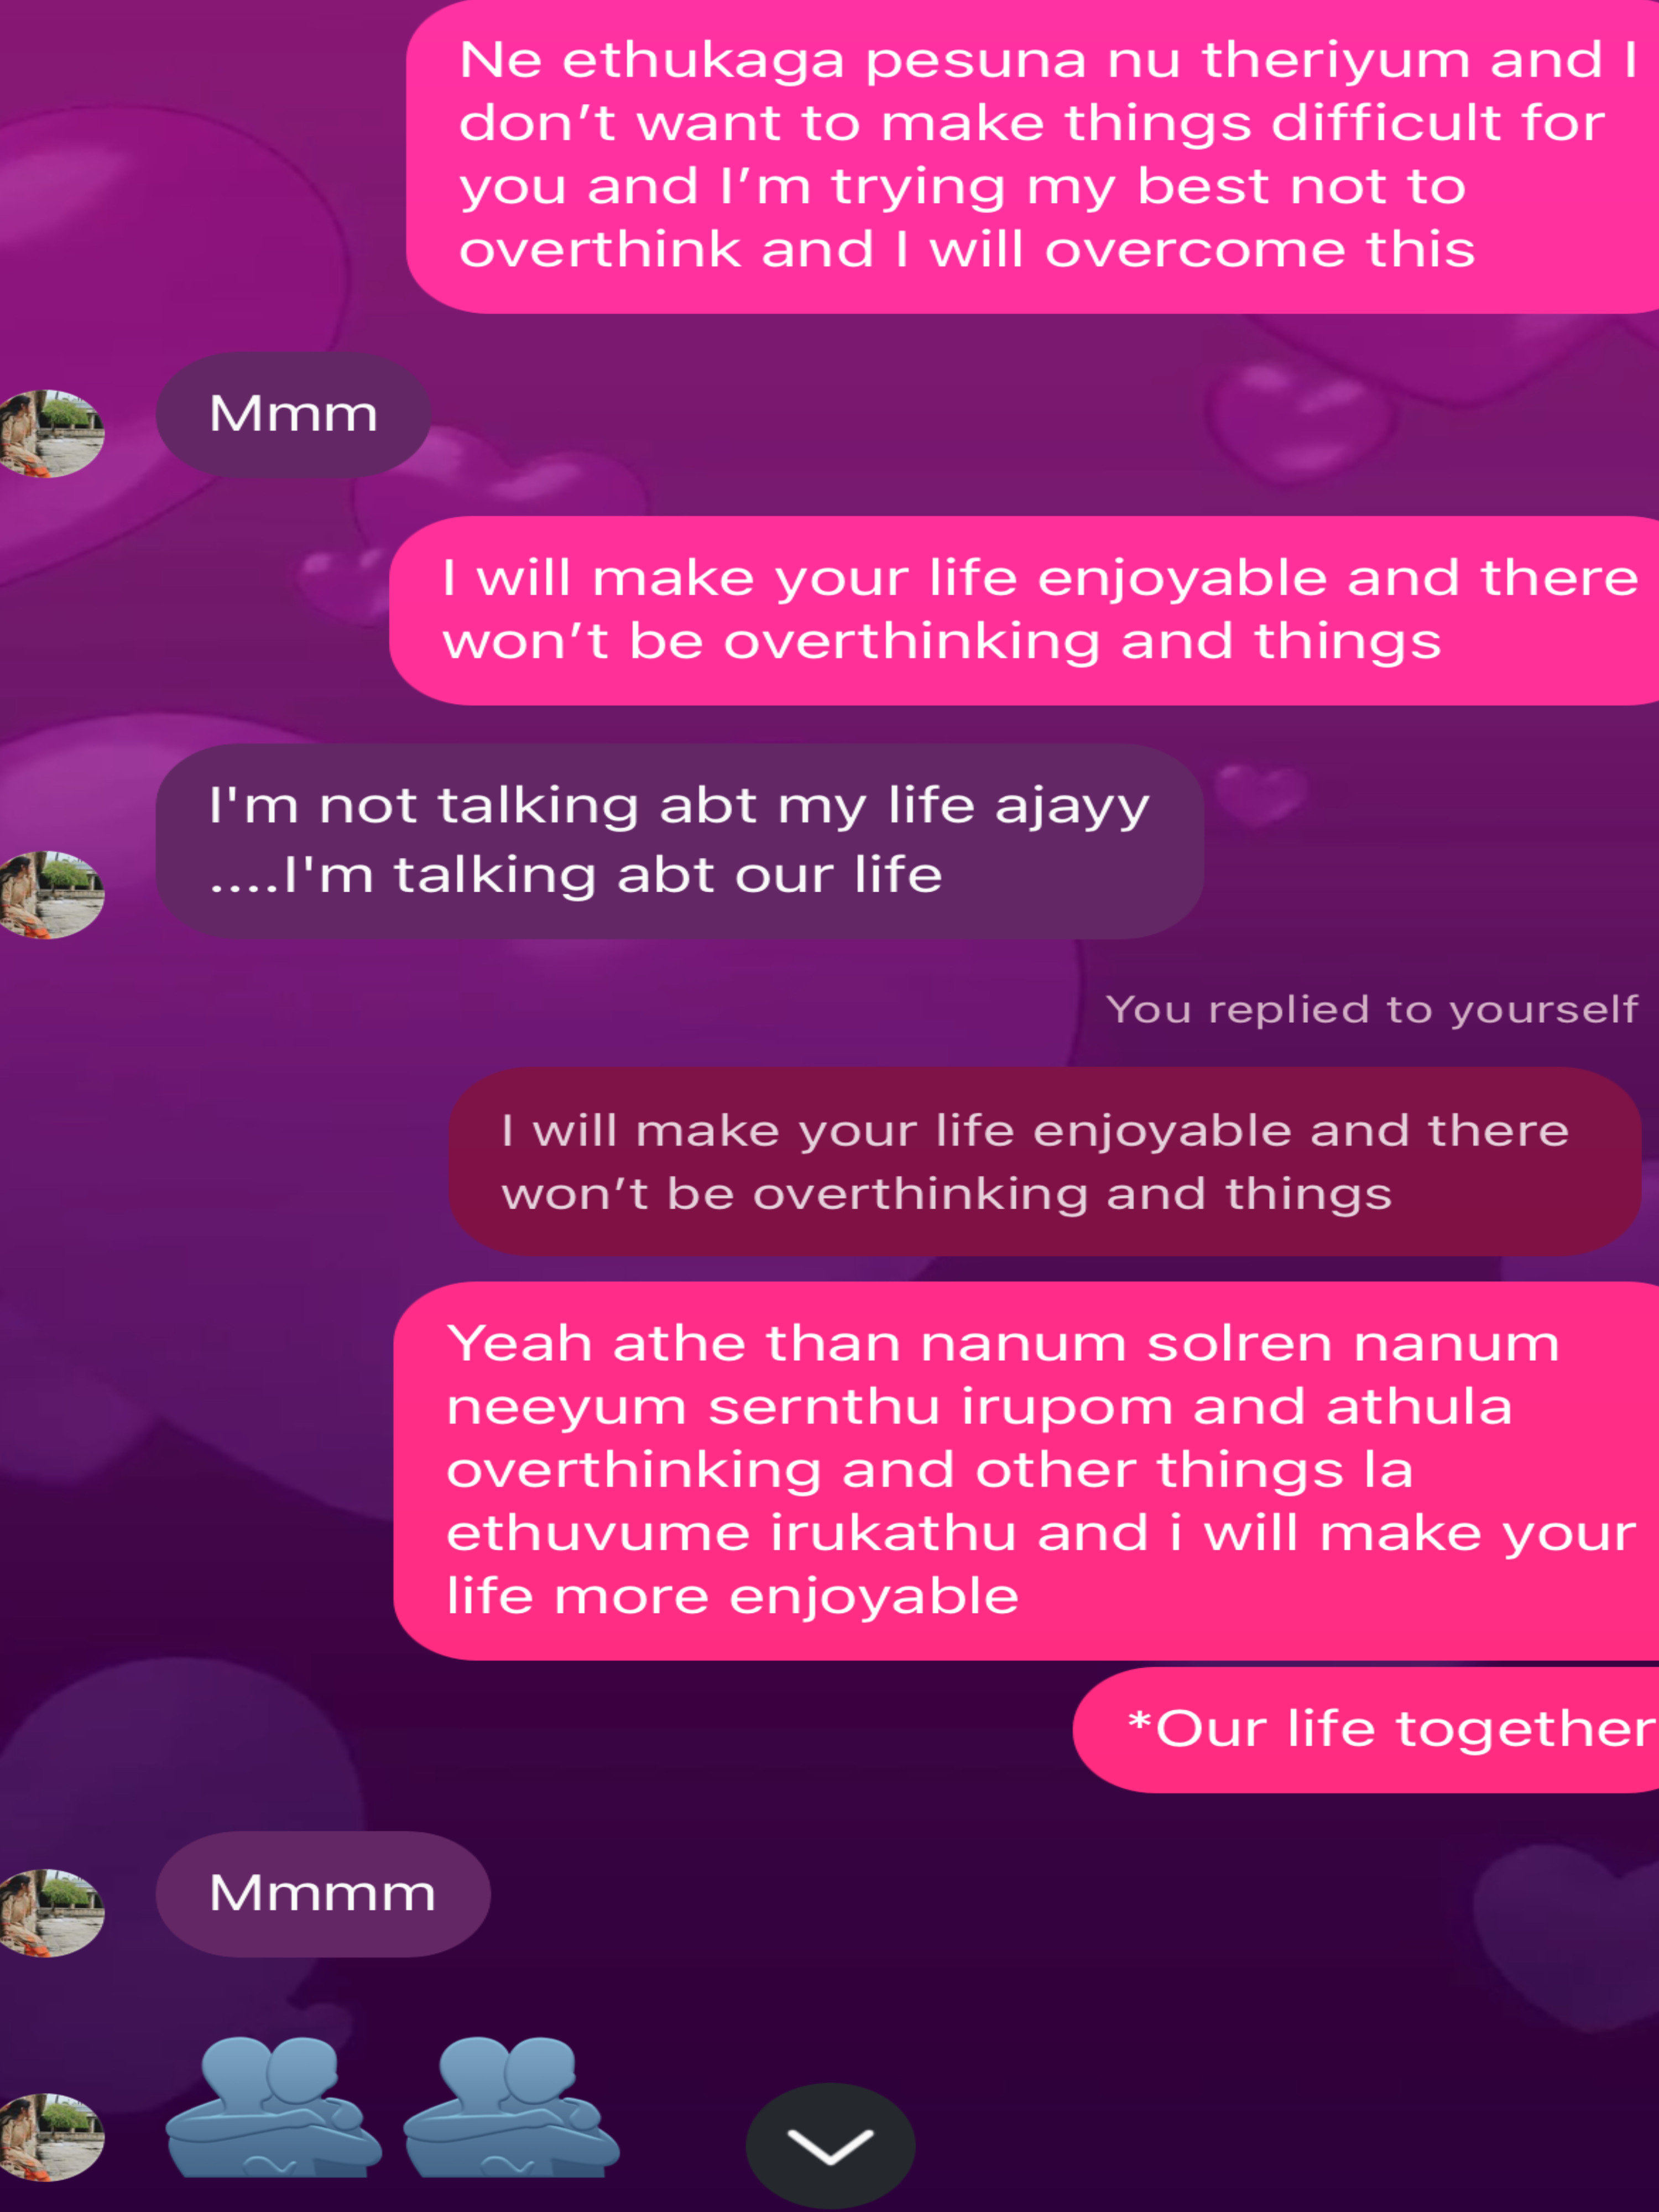 Ne ethukaga pesuna nu theriyum and I
don't want to make things difficult for
you and I'm trying my best not to
overthink and I will overcome this
Mmm
I will make your life enjoyable and there
won't be overthinking and things
I'm not talking abt my life ajayy
....I'm talking abt our life
You replied to yourself
I will make your life enjoyable and there
won't be overthinking and things
Yeah athe than nanum solren nanum
neeyum sernthu irupom and athula
overthinking and other things la
ethuvume irukathu and i will make your
life more enjoyable
*Our life together
Mmmm